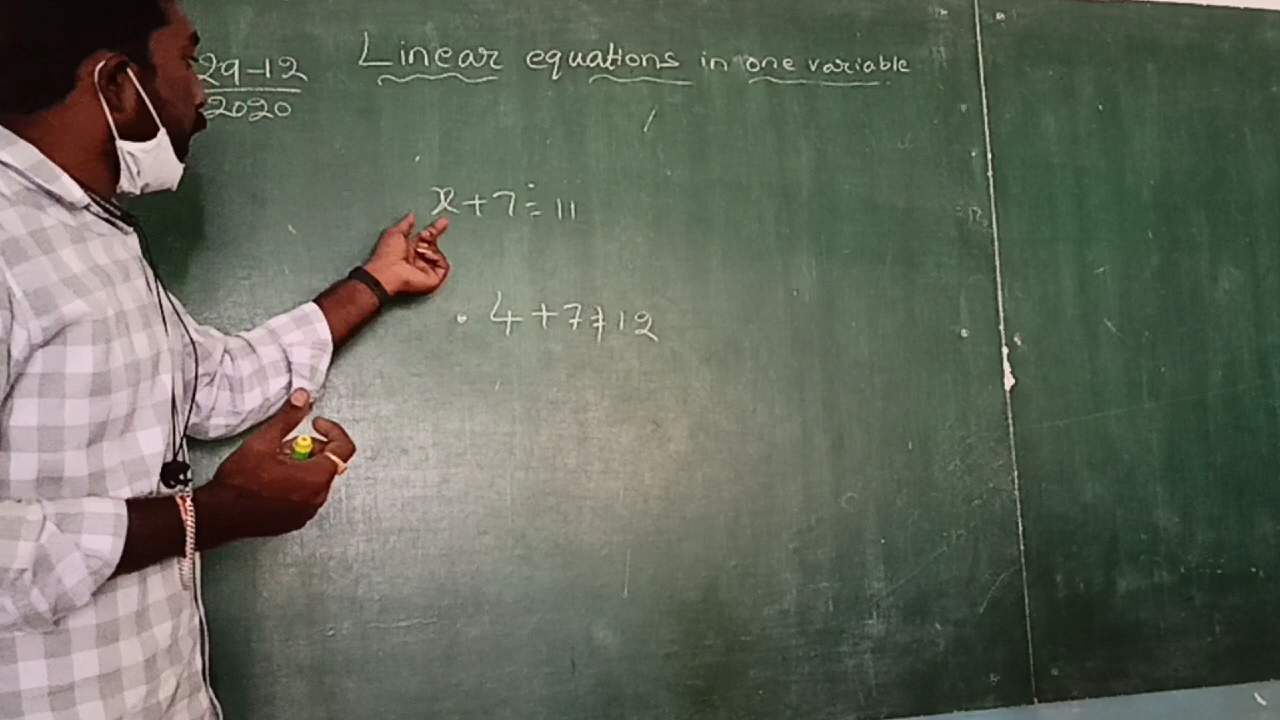 29-12
2020
Linear equations in one variable
x + 7 = 11
4 + 7 ≠ 12